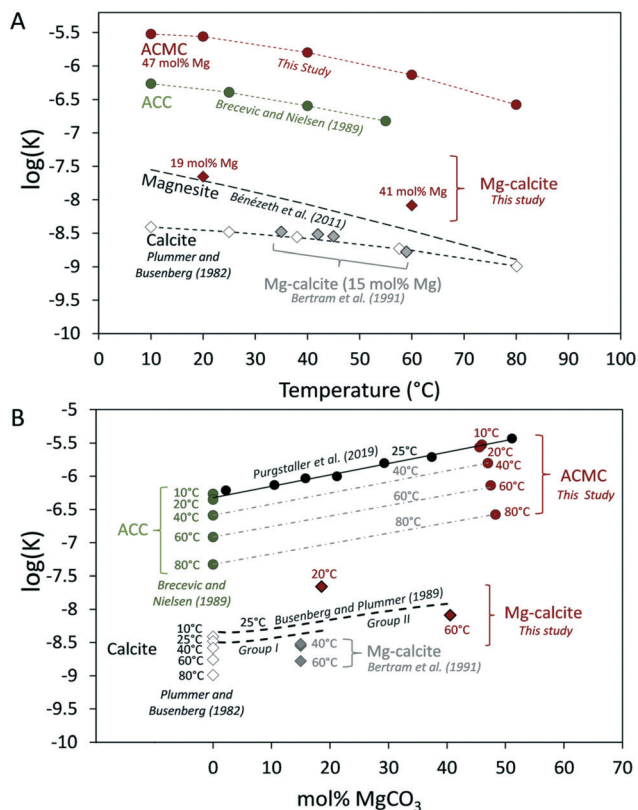 A
-5
-5.5
-6
-6.5
-7
-7.5
-8
-8.5
-9
-9.5
-10
log(K)
ACMC
47 mol% Mg
This Study
ACC
Brecevic and Nielsen (1989)
19 mol% Mg
Magnesite
Bénézeth et al. (2011)
41 mol% Mg
Mg-calcite
This study
Calcite
Plummer and
Busenberg (1982)
Mg-calcite (15 mol% Mg)
Bertram et al. (1991)
0 10 20 30 40 50 60 70 80 90 100
Temperature (°C)
B
-5
-5.5
-6
-6.5
-7
-7.5
-8
-8.5
-9
-9.5
-10
log(K)
Purgstaller et al. (2019)
25°C
40°C
60°C
80°C
10°C
20°C
40°C
60°C
80°C
ACMC
This Study
ACC
10°C
20°C
40°C
60°C
80°C
Brecevic and
Nielsen (1989)
20°C
Busenberg and Plummer (1989)
25°C
Group I
Group II
60°C
Mg-calcite
This study
Calcite
10°C
25°C
40°C
60°C
80°C
Plummer and
Busenberg (1982)
40°C
60°C
Mg-calcite
Bertram et al. (1991)
0 10 20 30 40 50 60 70
mol% MgCO₃